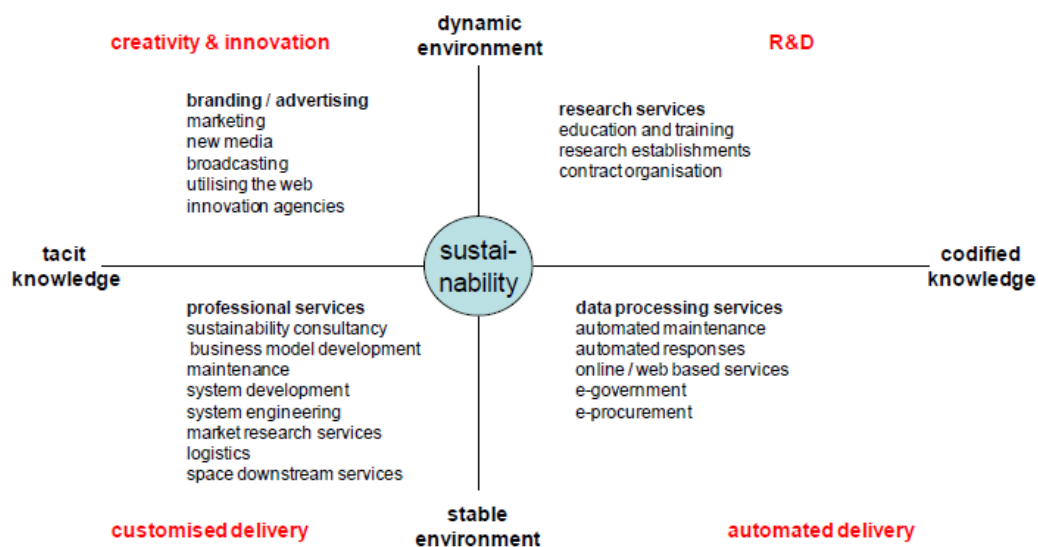 dynamic
environment
creativity & innovation
R&D
branding / advertising
marketing
new media
broadcasting
utilising the web
innovation agencies
research services
education and training
research establishments
contract organisation
tacit
knowledge
sustai-
nability
codified
knowledge
professional services
sustainability consultancy
business model development
maintenance
system development
system engineering
market research services
logistics
space downstream services
data processing services
automated maintenance
automated responses
online / web based services
e-government
e-procurement
customised delivery
stable
environment
automated delivery